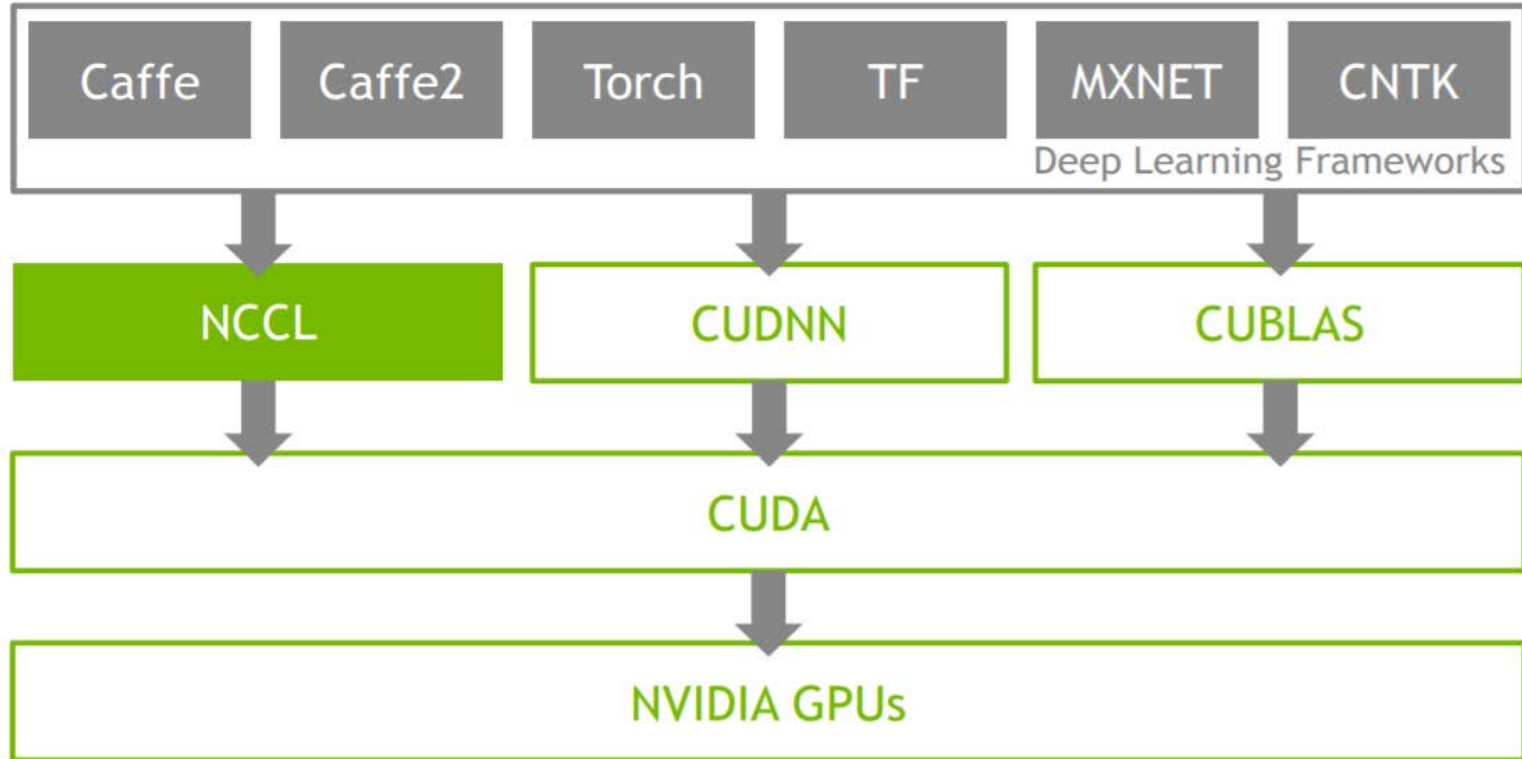 Caffe
Caffe2
Torch
TF
MXNET
CNTK
Deep Learning Frameworks
NCCL
CUDNN
CUBLAS
CUDA
NVIDIA GPUs